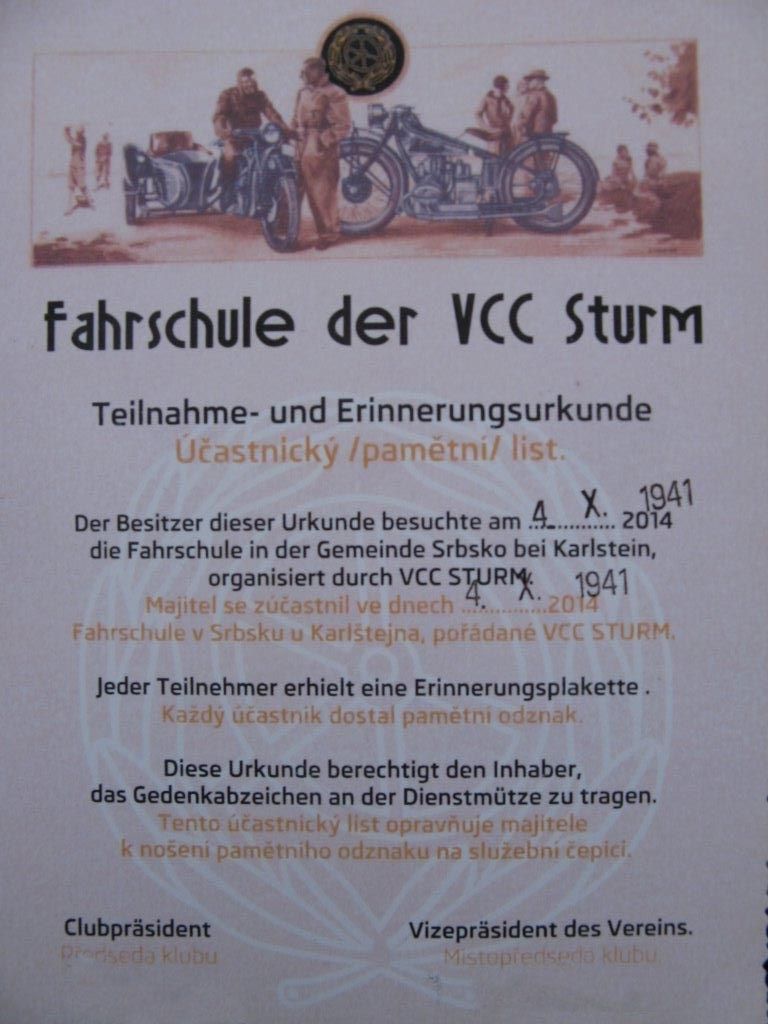 Fahrschule der VCC Sturm
Teilnahme- und Erinnerungsurkunde
Účastnický /pamětní/ list.
Der Besitzer dieser Urkunde besuchte am 4. X. 1941 ............ 2014
die Fahrschule in der Gemeinde Srbsko bei Karlstein,
organisiert durch VCC STURM.
Majitel se zúčastnil ve dnech 4. X. 1941 ............2014
Fahrschule v Srbsku u Karlštejna, pořádané VCC STURM.
Jeder Teilnehmer erhielt eine Erinnerungsplakette .
Každý účastník dostal pamětní odznak.
Diese Urkunde berechtigt den Inhaber,
das Gedenkabzeichen an der Dienstmütze zu tragen.
Tento účastnický list opravňuje majitele
k nošení pamětního odznaku na služební čepici.
Clubpräsident Vizepräsident des Vereins.
Předseda klubu Místopředseda klubu.